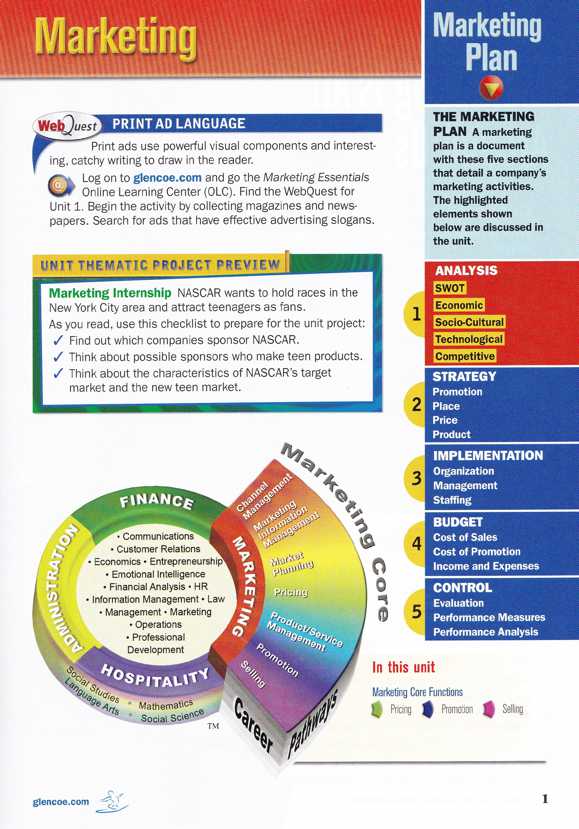 Marketing
WebQuest
PRINT AD LANGUAGE
Print ads use powerful visual components and interest-
ing, catchy writing to draw in the reader.
Log on to glencoe.com and go the Marketing Essentials
Online Learning Center (OLC). Find the WebQuest for
Unit 1. Begin the activity by collecting magazines and news-
papers. Search for ads that have effective advertising slogans.
UNIT THEMATIC PROJECT PREVIEW
Marketing Internship NASCAR wants to hold races in the
New York City area and attract teenagers as fans.
As you read, use this checklist to prepare for the unit project:
✓ Find out which companies sponsor NASCAR.
✓ Think about possible sponsors who make teen products.
✓ Think about the characteristics of NASCAR's target
market and the new teen market.
FINANCE
ADMINISTRATION
HOSPITALITY
MARKETING
• Communications
• Customer Relations
• Economics • Entrepreneurship
• Emotional Intelligence
• Financial Analysis • HR
• Information Management • Law
• Management • Marketing
• Operations
• Professional
Development
Social Studies
Language Arts
• Mathematics
• Social Science
TM
Marketing Core
Channel
Management
Marketing
Information
Management
Market
Planning
Pricing
Product/Service
Management
Promotion
Selling
Career
Pathways
Marketing
Plan
THE MARKETING
PLAN A marketing
plan is a document
with these five sections
that detail a company's
marketing activities.
The highlighted
elements shown
below are discussed in
the unit.
1
ANALYSIS
SWOT
Economic
Socio-Cultural
Technological
Competitive
2
STRATEGY
Promotion
Place
Price
Product
3
IMPLEMENTATION
Organization
Management
Staffing
4
BUDGET
Cost of Sales
Cost of Promotion
Income and Expenses
5
CONTROL
Evaluation
Performance Measures
Performance Analysis
In this unit
Marketing Core Functions
Pricing Promotion Selling
glencoe.com
1